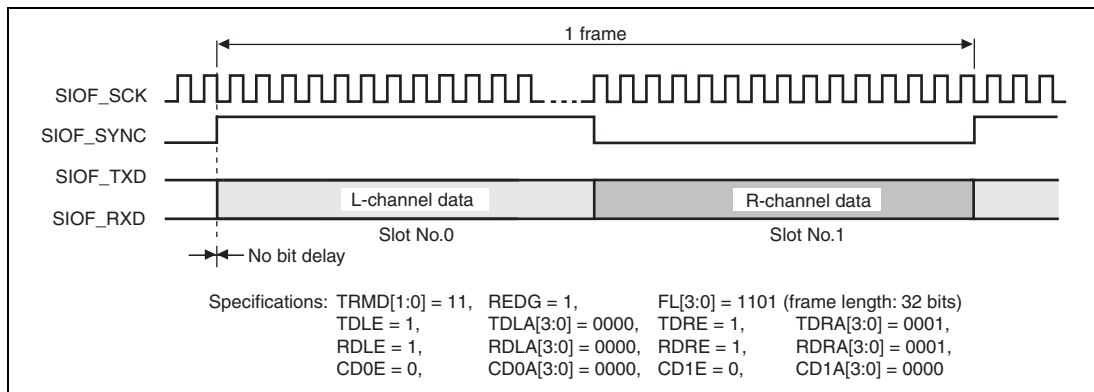 1 frame
SIOF_SCK
SIOF_SYNC
SIOF_TXD
L-channel data R-channel data
SIOF_RXD
Slot No.0 Slot No.1
No bit delay
Specifications: TRMD[1:0] = 11, REDG = 1, FL[3:0] = 1101 (frame length: 32 bits)
TDLE = 1, TDLA[3:0] = 0000, TDRE = 1, TDRA[3:0] = 0001,
RDLE = 1, RDLA[3:0] = 0000, RDRE = 1, RDRA[3:0] = 0001,
CD0E = 0, CD0A[3:0] = 0000, CD1E = 0, CD1A[3:0] = 0000